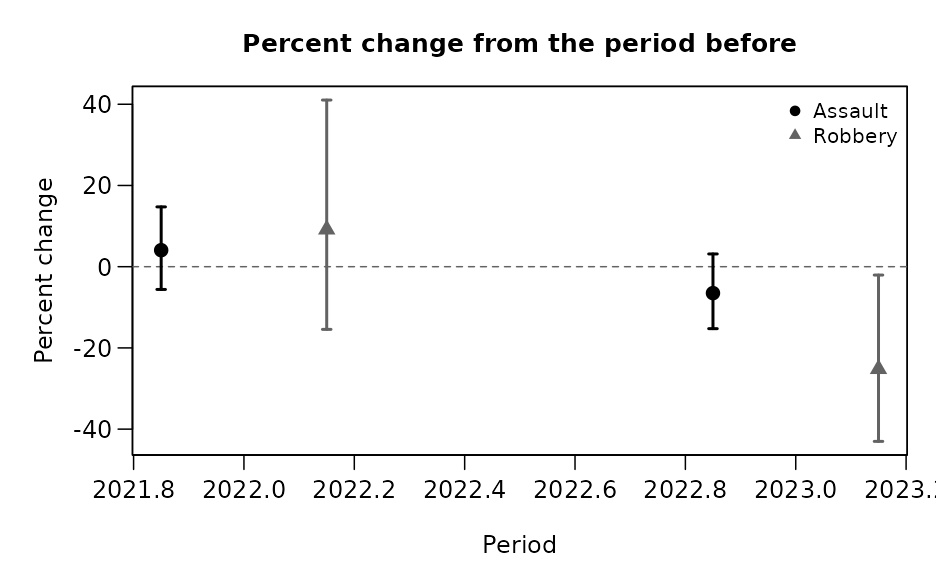 Percent change from the period before
Percent change
40
20
0
-20
-40
Assault
Robbery
2021.8 2022.0 2022.2 2022.4 2022.6 2022.8 2023.0 2023.
Period